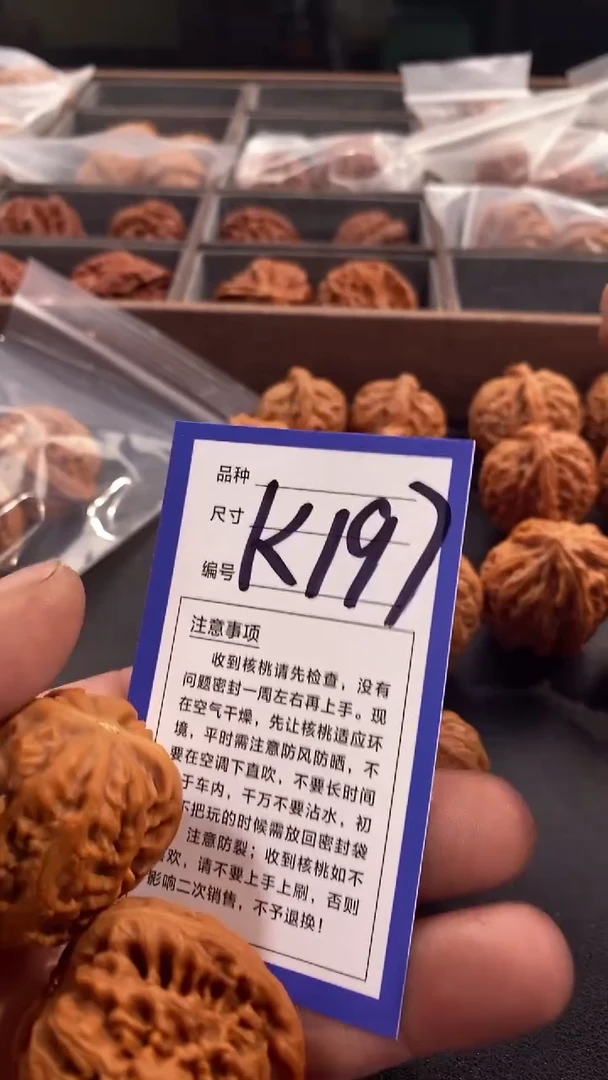 品种
尺寸
编号 K197
注意事项
收到核桃请先检查，没有
问题密封一周左右再上手。现
在空气干燥，先让核桃适应环
境，平时需注意防风防晒，不
要在空调下直吹，不要长时间
于车内，千万不要沾水，初
不把玩的时候需放回密封袋
注意防裂；收到核桃如不
欢，请不要上手上刷，否则
影响二次销售，不予退换！